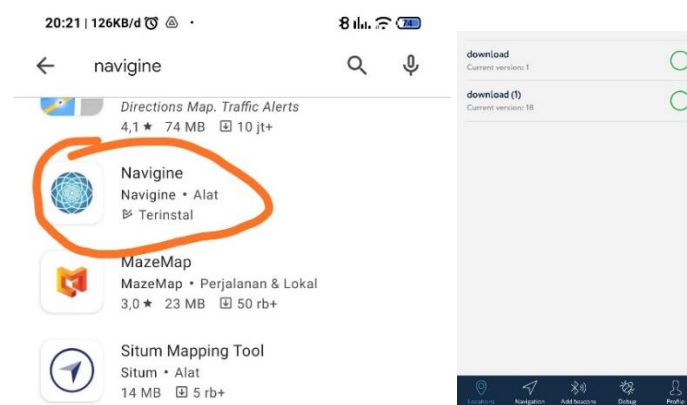 20:21 | 126KB/d
74
navigine
Directions Map. Traffic Alerts
4,1 ★ 74 MB 10 jt+
Navigine
Navigine • Alat
Terinstal
MazeMap
MazeMap • Perjalanan & Lokal
3,0 ★ 23 MB 50 rb+
Situm Mapping Tool
Situm • Alat
14 MB 5 rb+
download
Current version: 1
download (1)
Current version: 18
Locations Navigation Add beacons Debug Profile